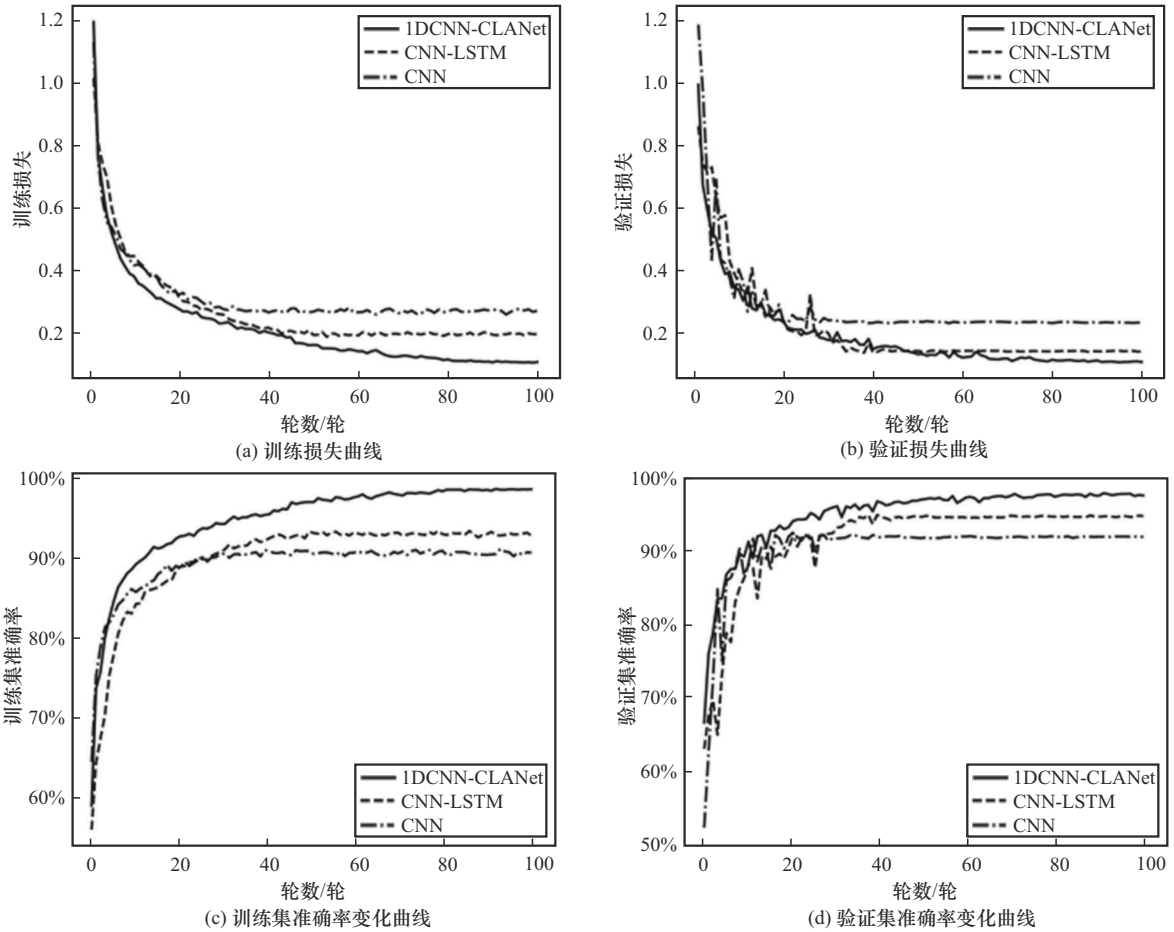 1.2
1.0
0.8
0.6
0.4
0.2
训练损失
1DCNN-CLANet
CNN-LSTM
CNN
0 20 40 60 80 100
轮数/轮
(a) 训练损失曲线
1.2
1.0
0.8
0.6
0.4
0.2
验证损失
1DCNN-CLANet
CNN-LSTM
CNN
0 20 40 60 80 100
轮数/轮
(b) 验证损失曲线
100%
90%
80%
70%
60%
训练集准确率
1DCNN-CLANet
CNN-LSTM
CNN
0 20 40 60 80 100
轮数/轮
(c) 训练集准确率变化曲线
100%
90%
80%
70%
60%
50%
验证集准确率
1DCNN-CLANet
CNN-LSTM
CNN
0 20 40 60 80 100
轮数/轮
(d) 验证集准确率变化曲线